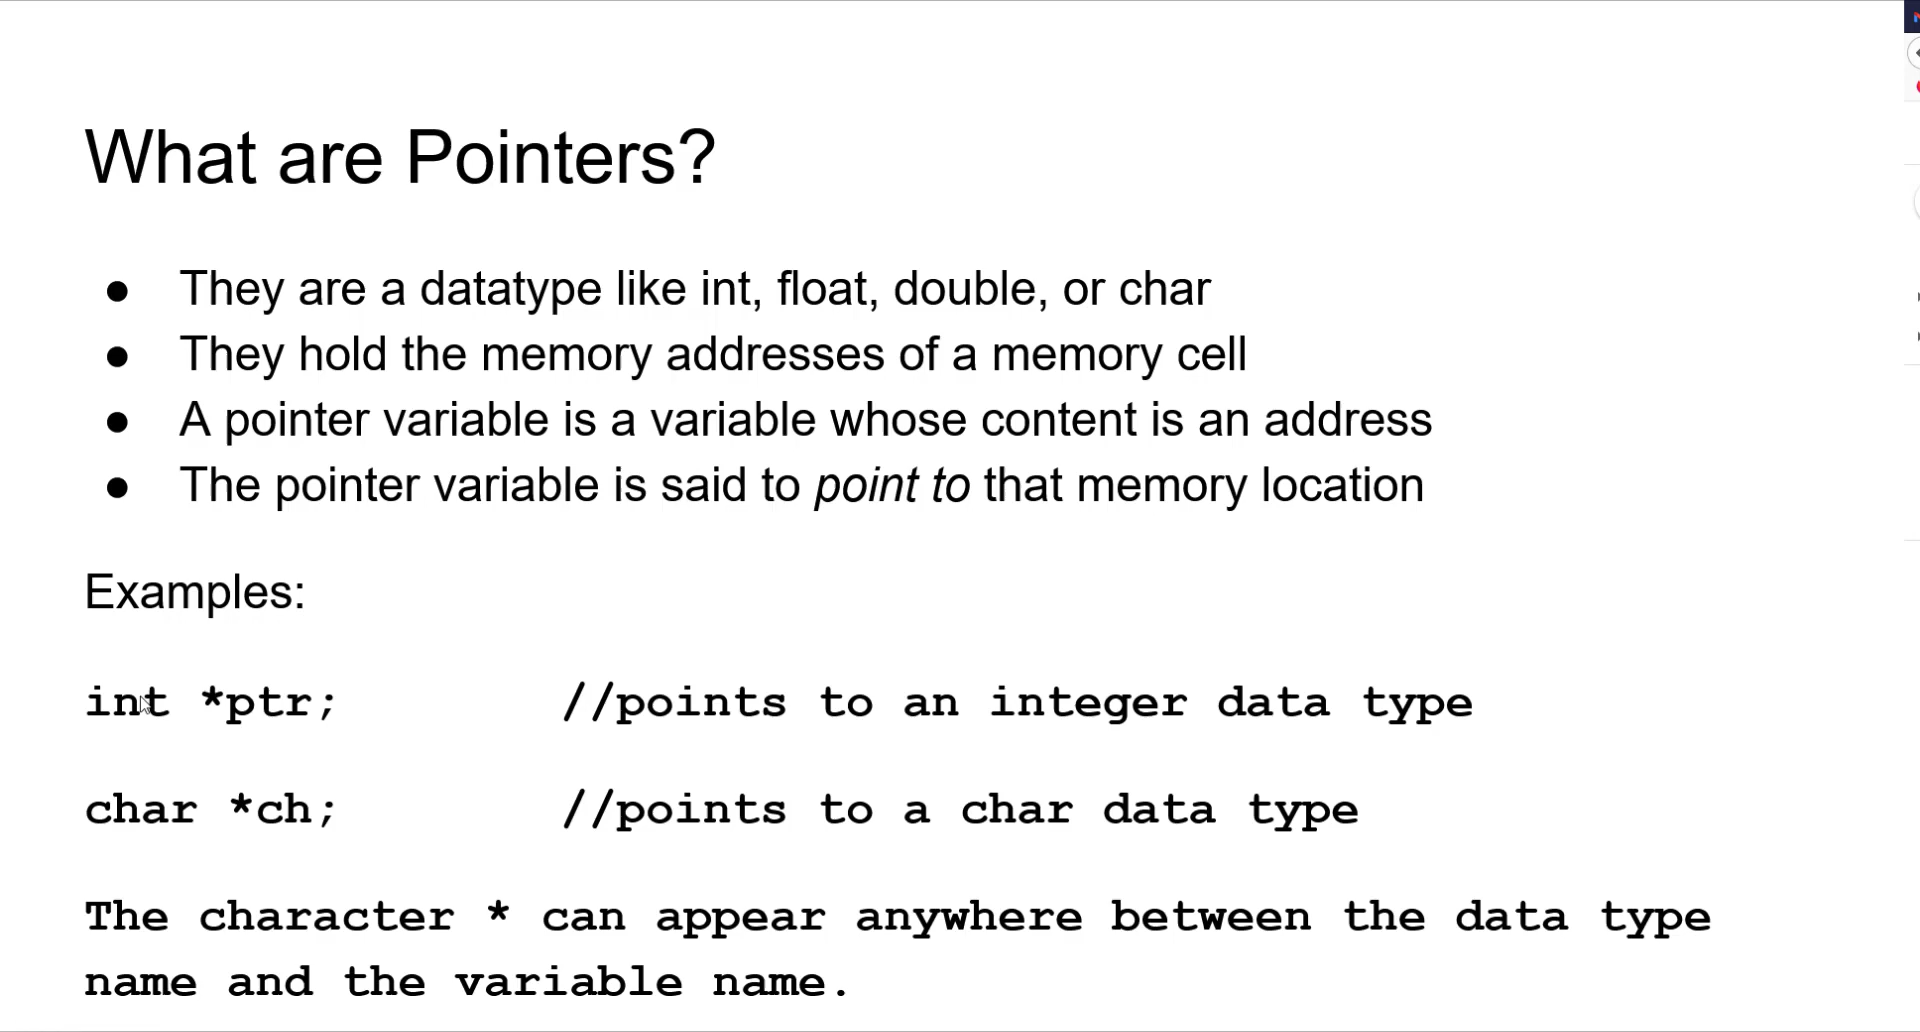 What are Pointers?
● They are a datatype like int, float, double, or char
● They hold the memory addresses of a memory cell
● A pointer variable is a variable whose content is an address
● The pointer variable is said to point to that memory location
Examples:
int *ptr; //points to an integer data type
char *ch; //points to a char data type
The character * can appear anywhere between the data type
name and the variable name.